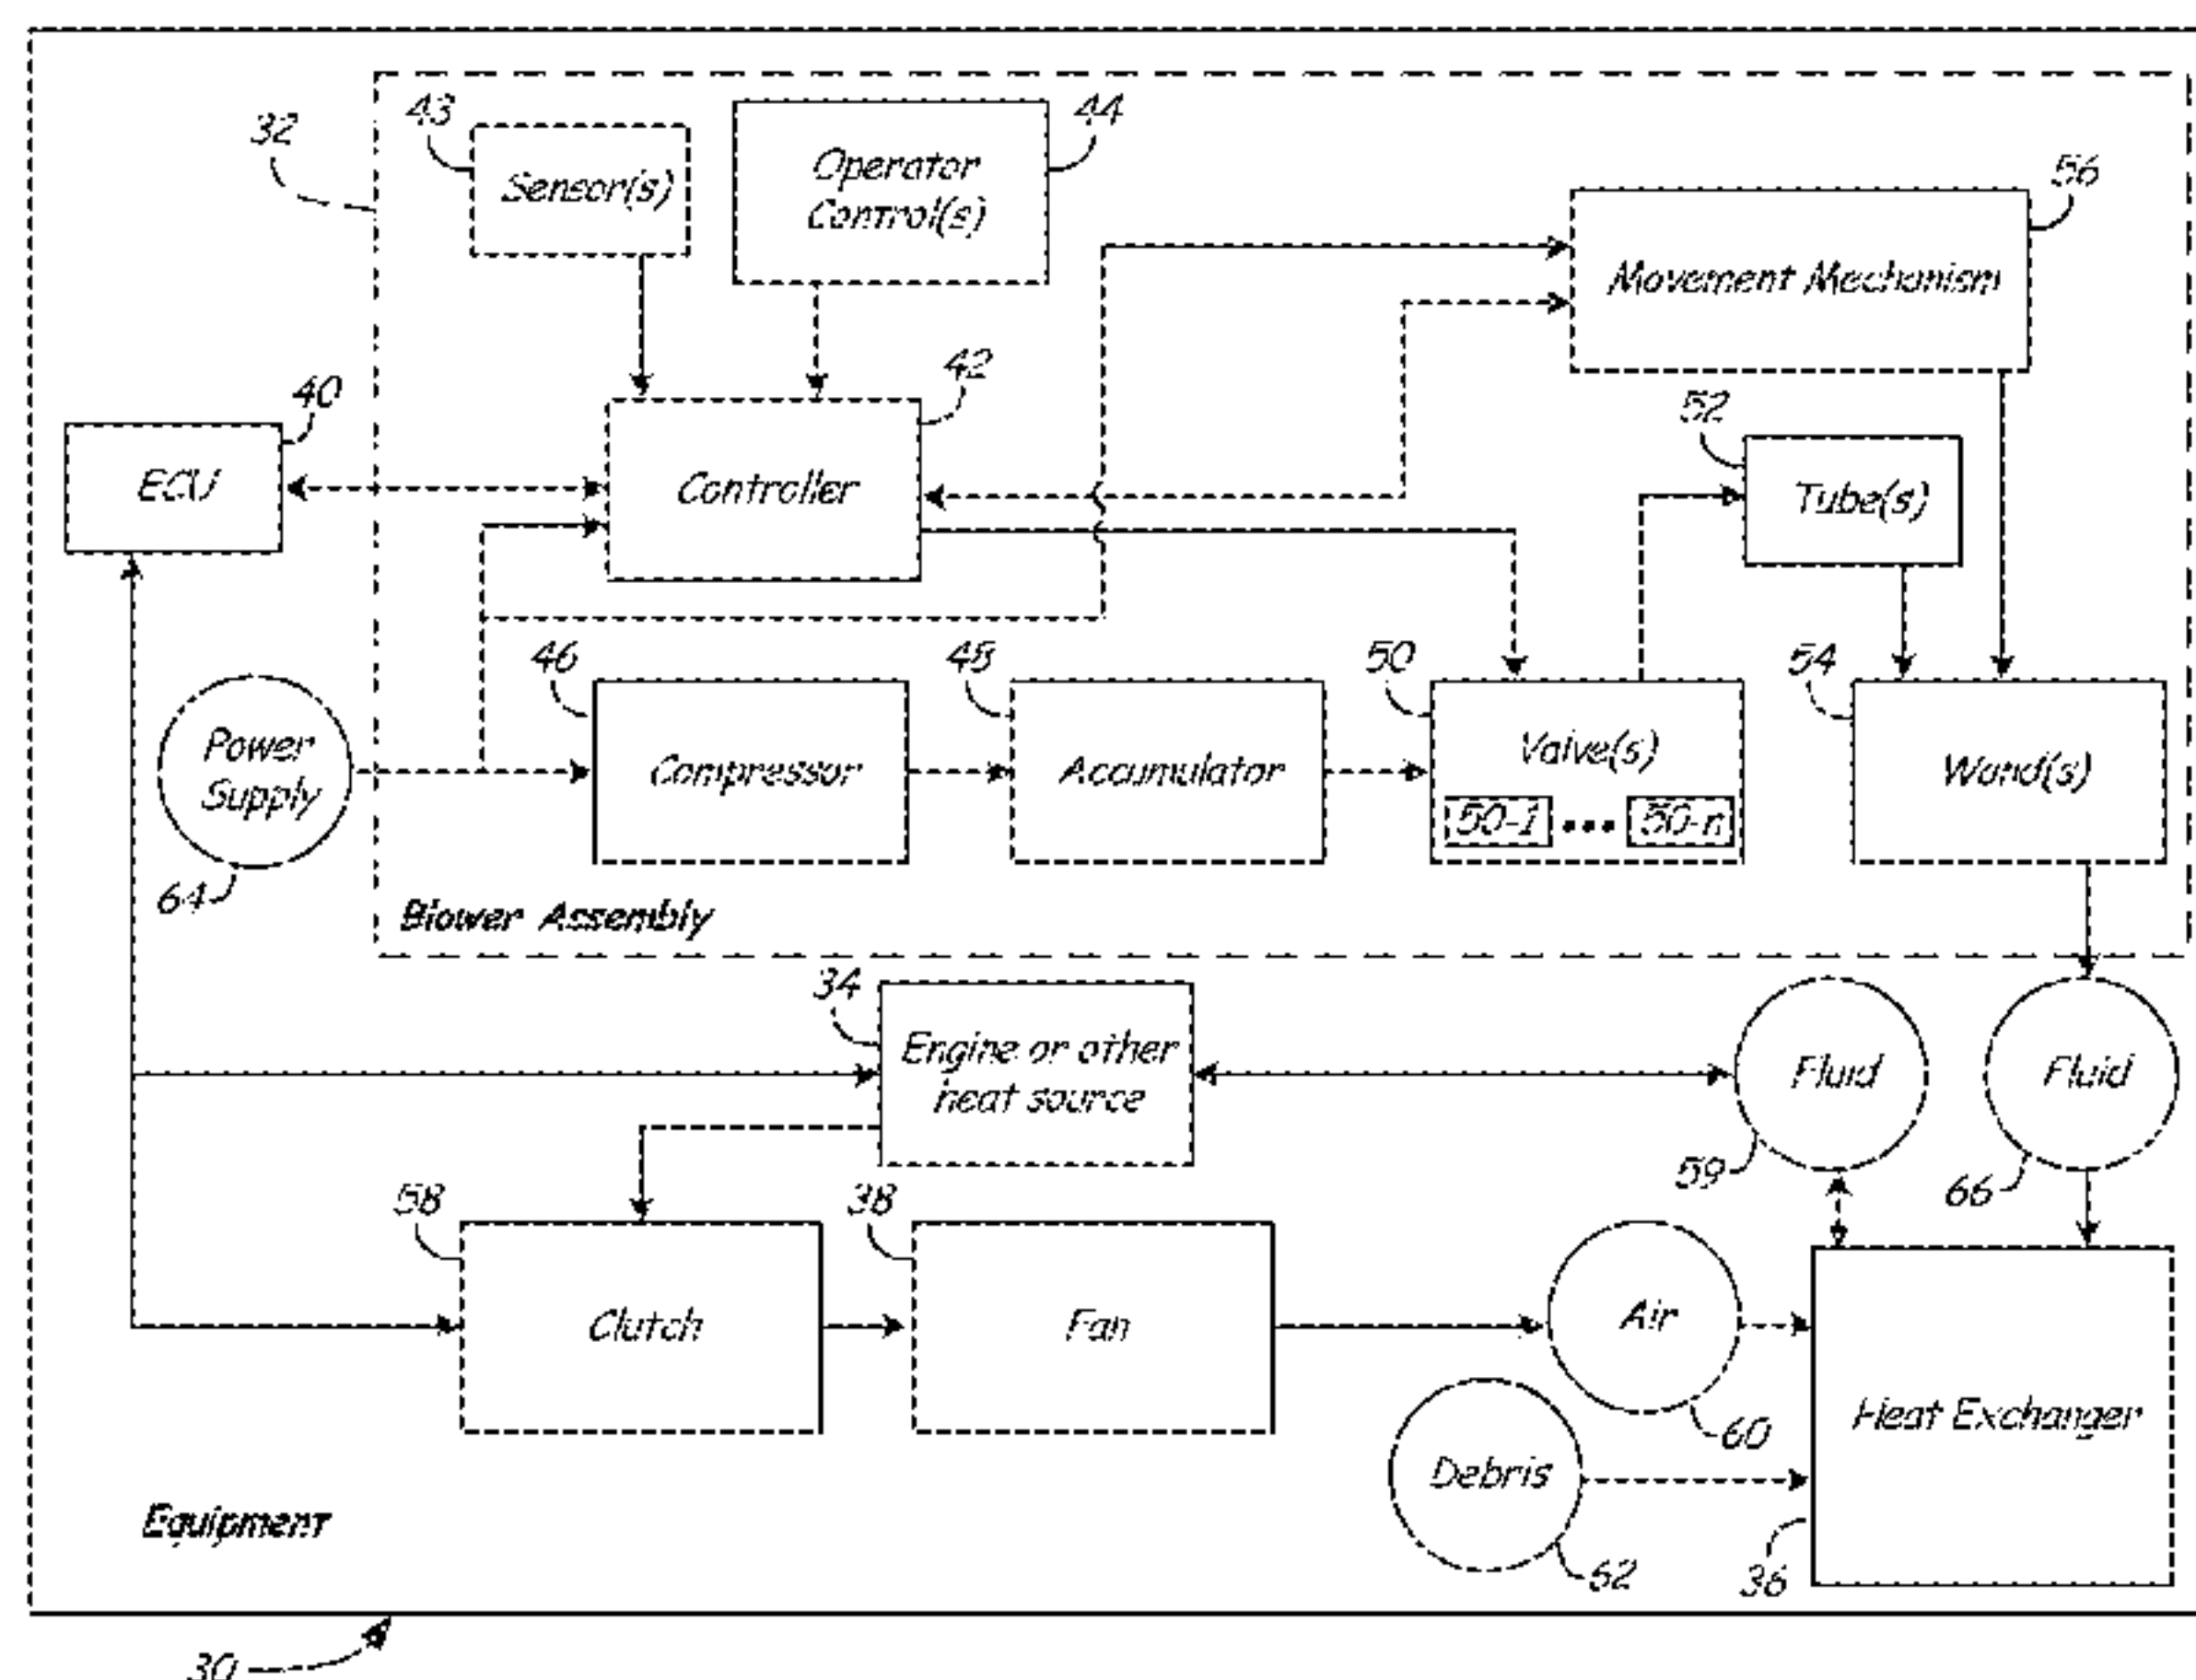 43
44
32
Sensor(s)
Operator
Control(s)
56
Movement Mechanism
40
42
52
ECU
Controller
Tube(s)
46
48
50
54
Power
Supply
Compressor
Accumulator
Valve(s)
Wand(s)
50-1 ••• 50-n
64
Blower Assembly
34
Engine or other
heat source
Fluid
Fluid
59
66
58
38
Clutch
Fan
Air
Heat Exchanger
60
Debris
Equipment
62
36
30